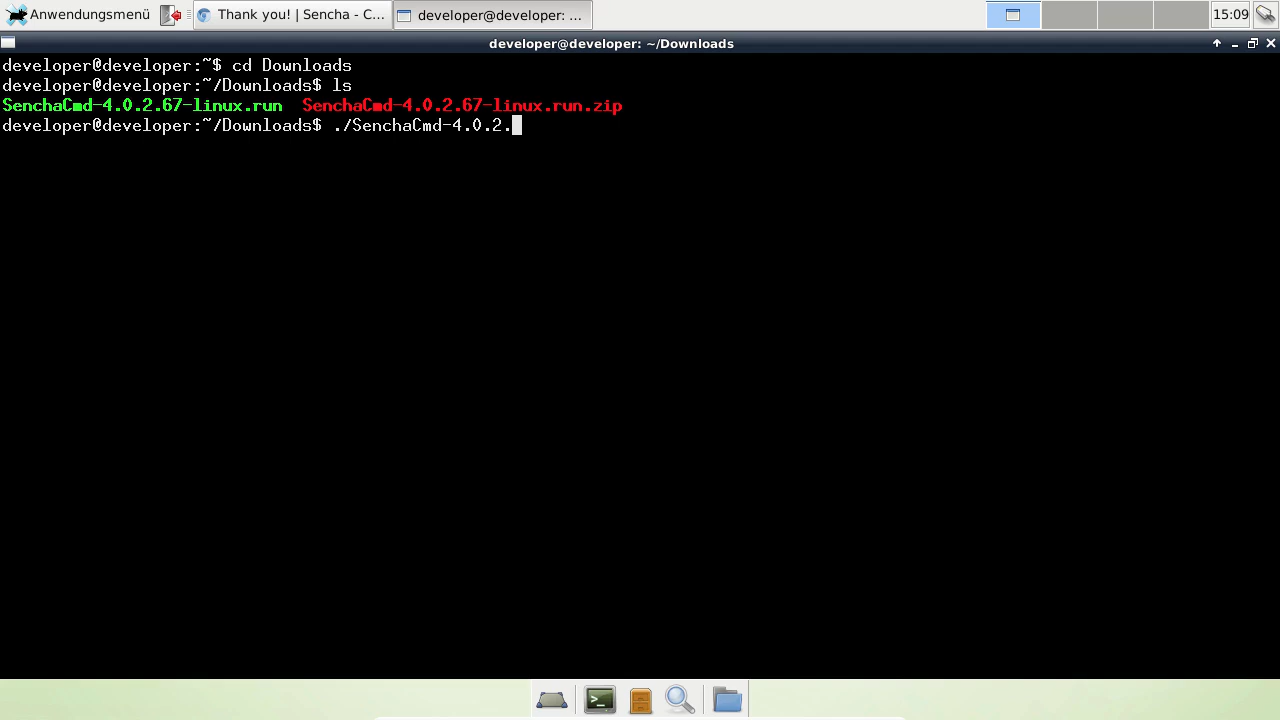 Anwendungsmenü
Thank you! | Sencha - C...
developer@developer: ...
15:09
developer@developer: ~/Downloads
developer@developer:~$ cd Downloads
developer@developer:~/Downloads$ ls
SenchaCmd-4.0.2.67-linux.run  SenchaCmd-4.0.2.67-linux.run.zip
developer@developer:~/Downloads$ ./SenchaCmd-4.0.2.